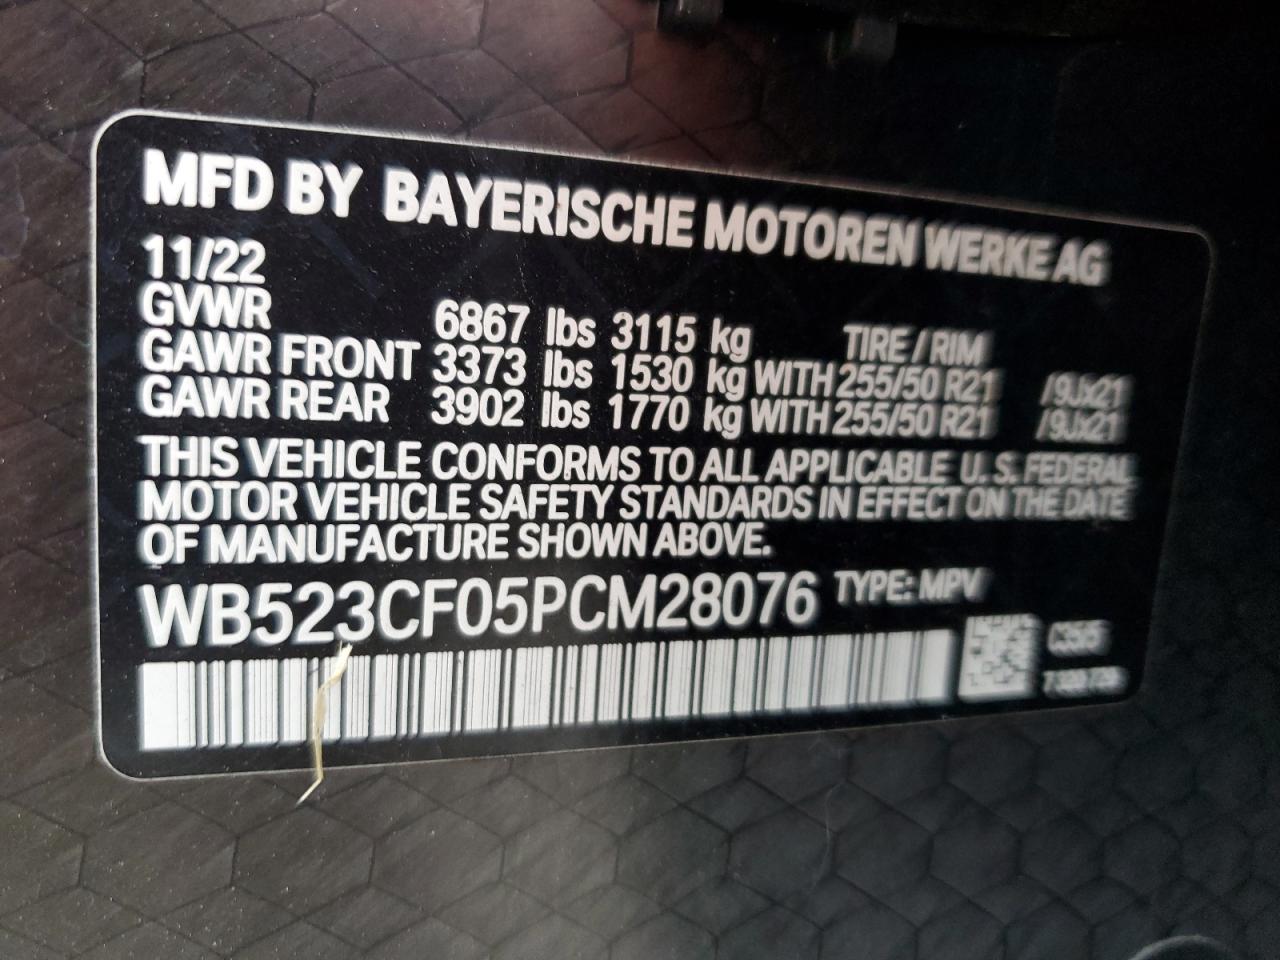 MFD BY BAYERISCHE MOTOREN WERKE AG
11/22
GVWR 6867 lbs 3115 kg TIRE / RIM
GAWR FRONT 3373 lbs 1530 kg WITH 255/50 R21 /9Jx21
GAWR REAR 3902 lbs 1770 kg WITH 255/50 R21 /9Jx21
THIS VEHICLE CONFORMS TO ALL APPLICABLE U. S. FEDERAL
MOTOR VEHICLE SAFETY STANDARDS IN EFFECT ON THE DATE
OF MANUFACTURE SHOWN ABOVE.
WB523CF05PCM28076 TYPE: MPV